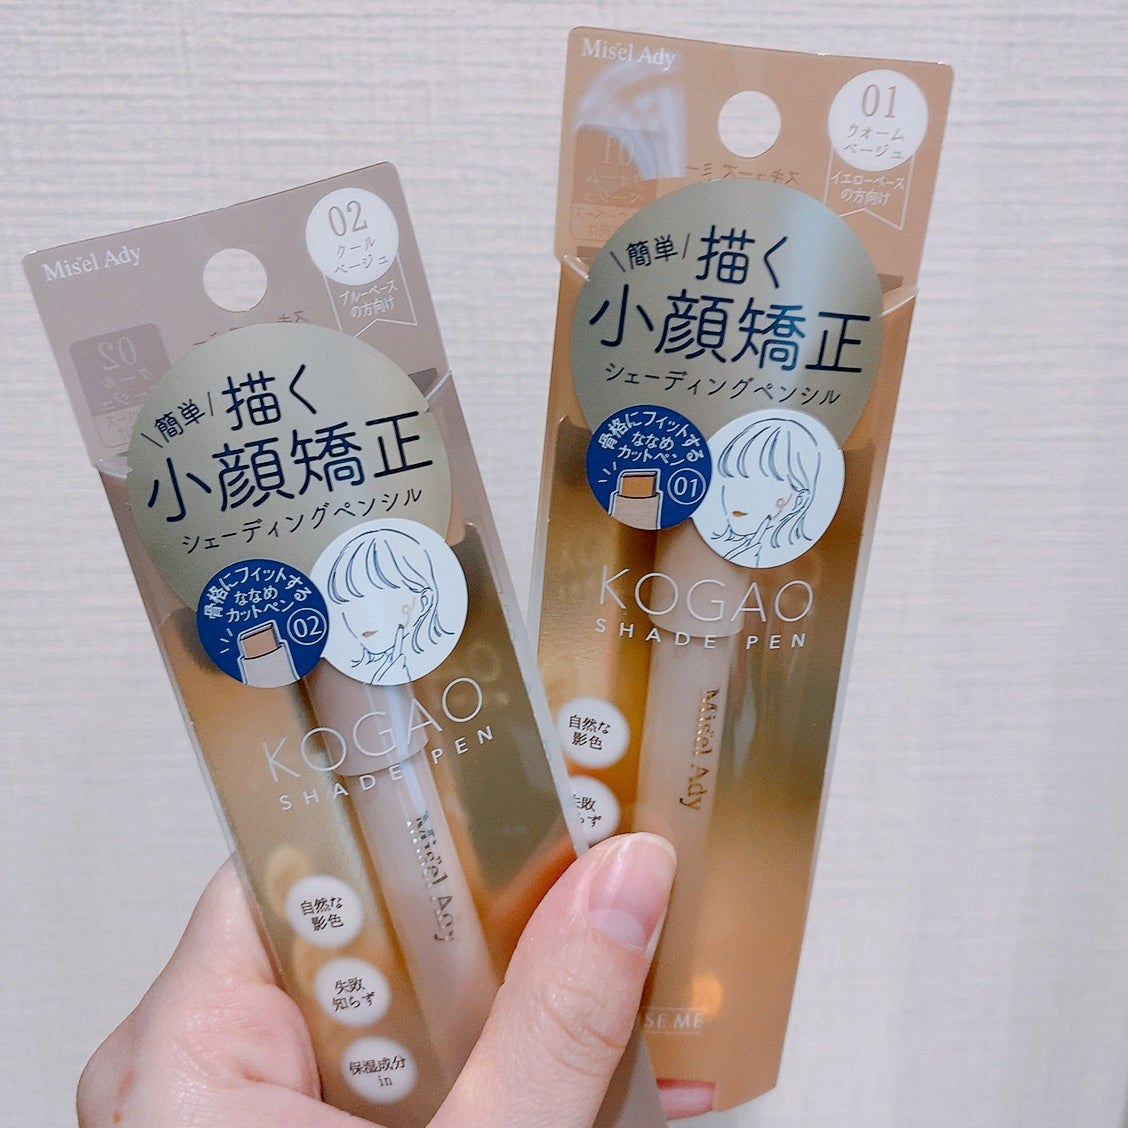 Misel Ady
02
クール
ベージュ
ブルーベース
の方向け
\簡単/描く
小顔矯正
シェーディングペンシル
骨格にフィットする
ななめ
カットペン
02
KOGAO
SHADE PEN
Misel Ady
自然な
影色
失敗
知らず
保湿成分
in
Misel Ady
01
ウォーム
ベージュ
イエローベース
の方向け
\簡単/描く
小顔矯正
シェーディングペンシル
骨格にフィットする
ななめ
カットペン
01
KOGAO
SHADE PEN
Misel Ady
自然な
影色
失敗
らず
SE ME